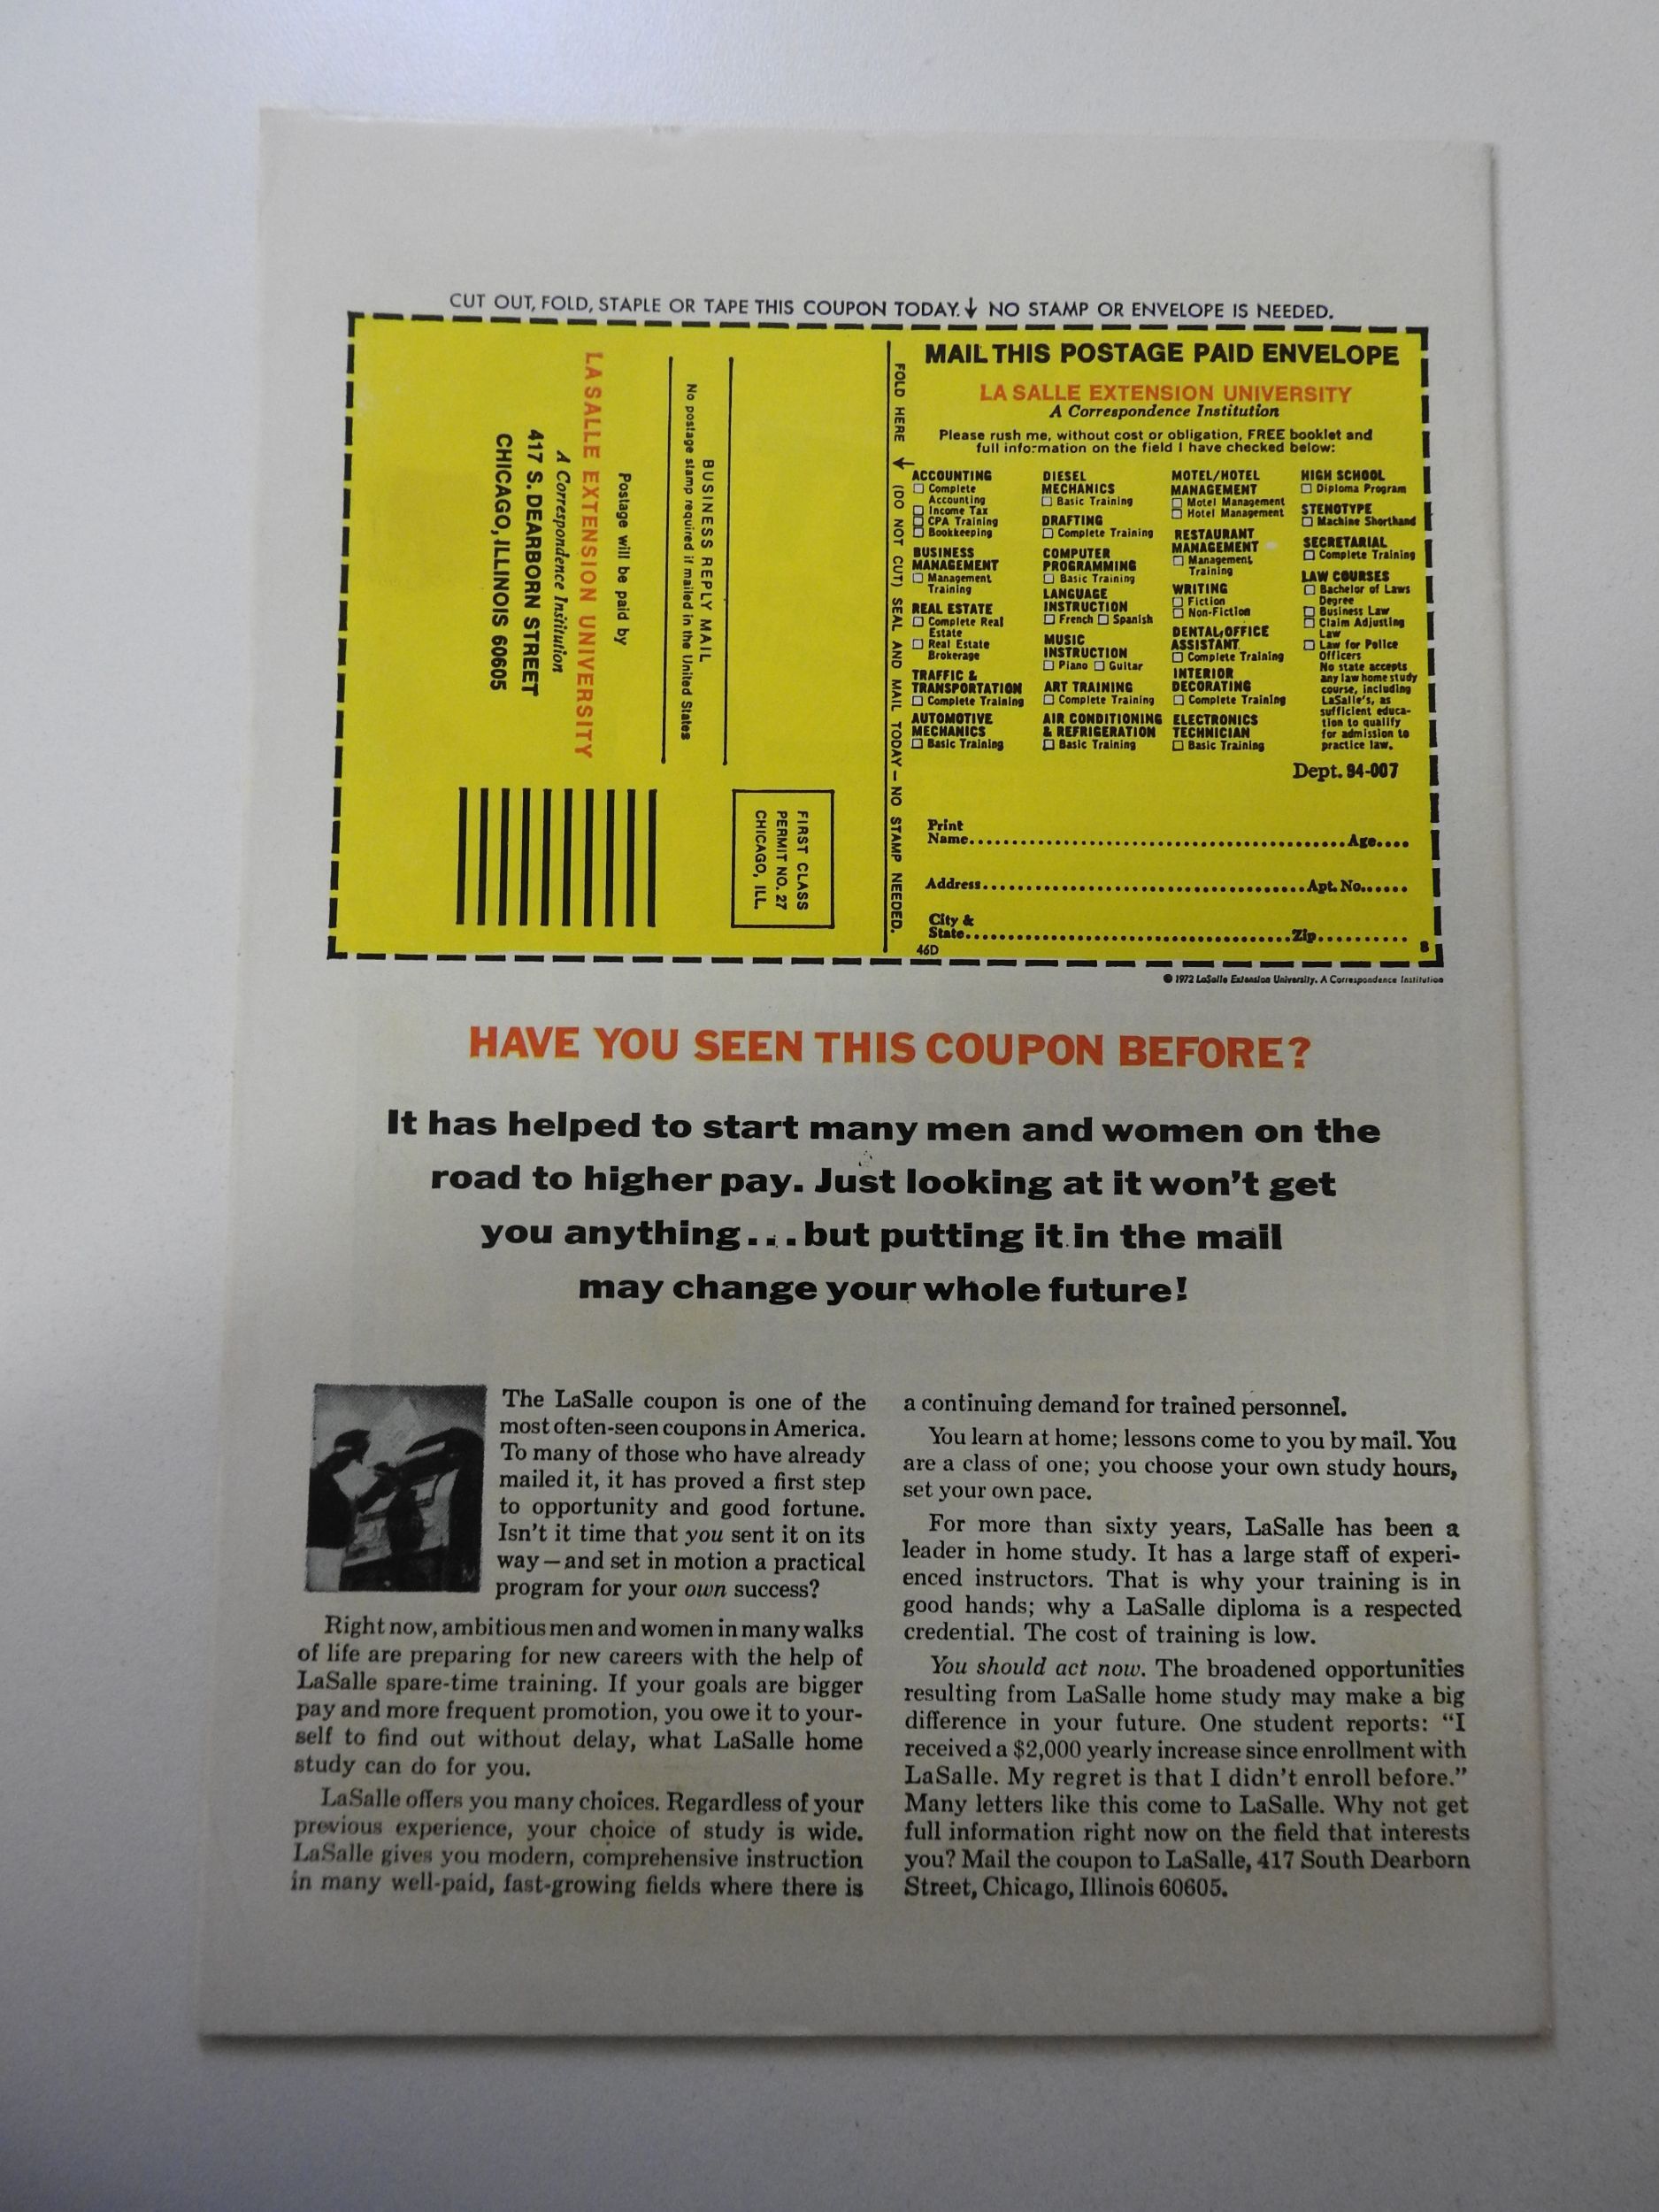 CUT OUT, FOLD, STAPLE OR TAPE THIS COUPON TODAY.↓ NO STAMP OR ENVELOPE IS NEEDED.
BUSINESS REPLY MAIL
No postage stamp required if mailed in the United States
Postage will be paid by
LA SALLE EXTENSION UNIVERSITY
A Correspondence Institution
417 S. DEARBORN STREET
CHICAGO, ILLINOIS 60605
FIRST CLASS
PERMIT NO. 27
CHICAGO, ILL.
FOLD HERE → (DO NOT CUT) SEAL AND MAIL TODAY — NO STAMP NEEDED.
MAIL THIS POSTAGE PAID ENVELOPE
LA SALLE EXTENSION UNIVERSITY
A Correspondence Institution
Please rush me, without cost or obligation, FREE booklet and
full information on the field I have checked below:
ACCOUNTING
☐ Complete
Accounting
☐ Income Tax
☐ CPA Training
☐ Bookkeeping
BUSINESS
MANAGEMENT
☐ Management
Training
REAL ESTATE
☐ Complete Real
Estate
☐ Real Estate
Brokerage
TRAFFIC &
TRANSPORTATION
☐ Complete Training
AUTOMOTIVE
MECHANICS
☐ Basic Training
DIESEL
MECHANICS
☐ Basic Training
DRAFTING
☐ Complete Training
COMPUTER
PROGRAMMING
☐ Basic Training
LANGUAGE
INSTRUCTION
☐ French ☐ Spanish
MUSIC
INSTRUCTION
☐ Piano ☐ Guitar
ART TRAINING
☐ Complete Training
AIR CONDITIONING
& REFRIGERATION
☐ Basic Training
MOTEL/HOTEL
MANAGEMENT
☐ Motel Management
☐ Hotel Management
RESTAURANT
MANAGEMENT
☐ Management
Training
WRITING
☐ Fiction
☐ Non-Fiction
DENTAL OFFICE
ASSISTANT
☐ Complete Training
INTERIOR
DECORATING
☐ Complete Training
ELECTRONICS
TECHNICIAN
☐ Basic Training
HIGH SCHOOL
☐ Diploma Program
STENOTYPE
☐ Machine Shorthand
SECRETARIAL
☐ Complete Training
LAW COURSES
☐ Bachelor of Laws
Degree
☐ Business Law
☐ Claim Adjusting
Law
☐ Law for Police
Officers
No state accepts
any law home study
course, including
LaSalle's, as
sufficient educa-
tion to qualify
for admission to
practice law.
Dept. 94-007
Print
Name.....Age....
Address.....Apt. No......
City &
State.....Zip..........
46D 8
© 1972 LaSalle Extension University. A Correspondence Institution
HAVE YOU SEEN THIS COUPON BEFORE?
It has helped to start many men and women on the
road to higher pay. Just looking at it won't get
you anything...but putting it in the mail
may change your whole future!
The LaSalle coupon is one of the
most often-seen coupons in America.
To many of those who have already
mailed it, it has proved a first step
to opportunity and good fortune.
Isn't it time that you sent it on its
way—and set in motion a practical
program for your own success?
Right now, ambitious men and women in many walks
of life are preparing for new careers with the help of
LaSalle spare-time training. If your goals are bigger
pay and more frequent promotion, you owe it to your-
self to find out without delay, what LaSalle home
study can do for you.
LaSalle offers you many choices. Regardless of your
previous experience, your choice of study is wide.
LaSalle gives you modern, comprehensive instruction
in many well-paid, fast-growing fields where there is
a continuing demand for trained personnel.
You learn at home; lessons come to you by mail. You
are a class of one; you choose your own study hours,
set your own pace.
For more than sixty years, LaSalle has been a
leader in home study. It has a large staff of experi-
enced instructors. That is why your training is in
good hands; why a LaSalle diploma is a respected
credential. The cost of training is low.
You should act now. The broadened opportunities
resulting from LaSalle home study may make a big
difference in your future. One student reports: “I
received a $2,000 yearly increase since enrollment with
LaSalle. My regret is that I didn't enroll before.”
Many letters like this come to LaSalle. Why not get
full information right now on the field that interests
you? Mail the coupon to LaSalle, 417 South Dearborn
Street, Chicago, Illinois 60605.